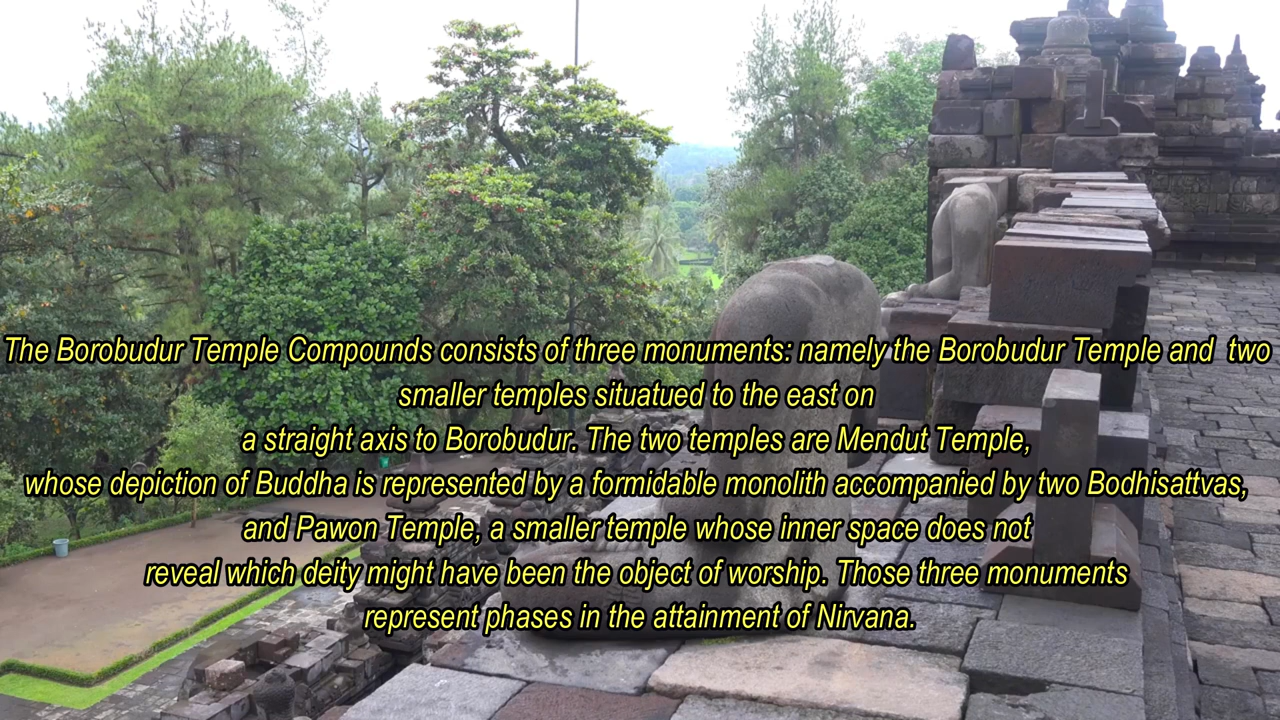 The Borobudur Temple Compounds consists of three monuments: namely the Borobudur Temple and  two
smaller temples situatued to the east on
a straight axis to Borobudur. The two temples are Mendut Temple,
whose depiction of Buddha is represented by a formidable monolith accompanied by two Bodhisattvas,
and Pawon Temple, a smaller temple whose inner space does not
reveal which deity might have been the object of worship. Those three monuments
represent phases in the attainment of Nirvana.